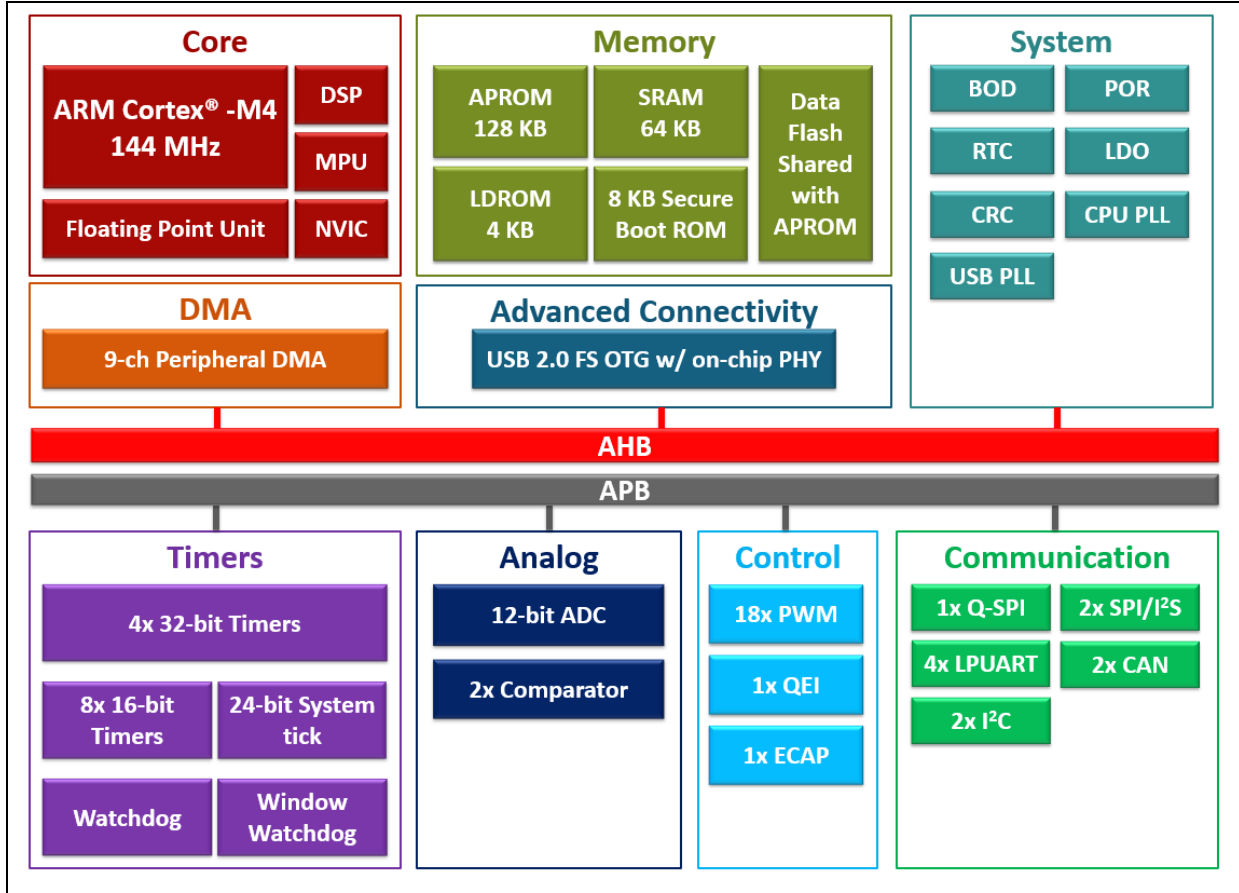 Core
ARM Cortex® -M4
144 MHz
DSP
MPU
Floating Point Unit
NVIC
Memory
APROM
128 KB
SRAM
64 KB
Data
Flash
Shared
with
APROM
LDROM
4 KB
8 KB Secure
Boot ROM
System
BOD
POR
RTC
LDO
CRC
CPU PLL
USB PLL
DMA
9-ch Peripheral DMA
Advanced Connectivity
USB 2.0 FS OTG w/ on-chip PHY
AHB
APB
Timers
4x 32-bit Timers
8x 16-bit
Timers
24-bit System
tick
Watchdog
Window
Watchdog
Analog
12-bit ADC
2x Comparator
Control
18x PWM
1x QEI
1x ECAP
Communication
1x Q-SPI
2x SPI/I²S
4x LPUART
2x CAN
2x I²C